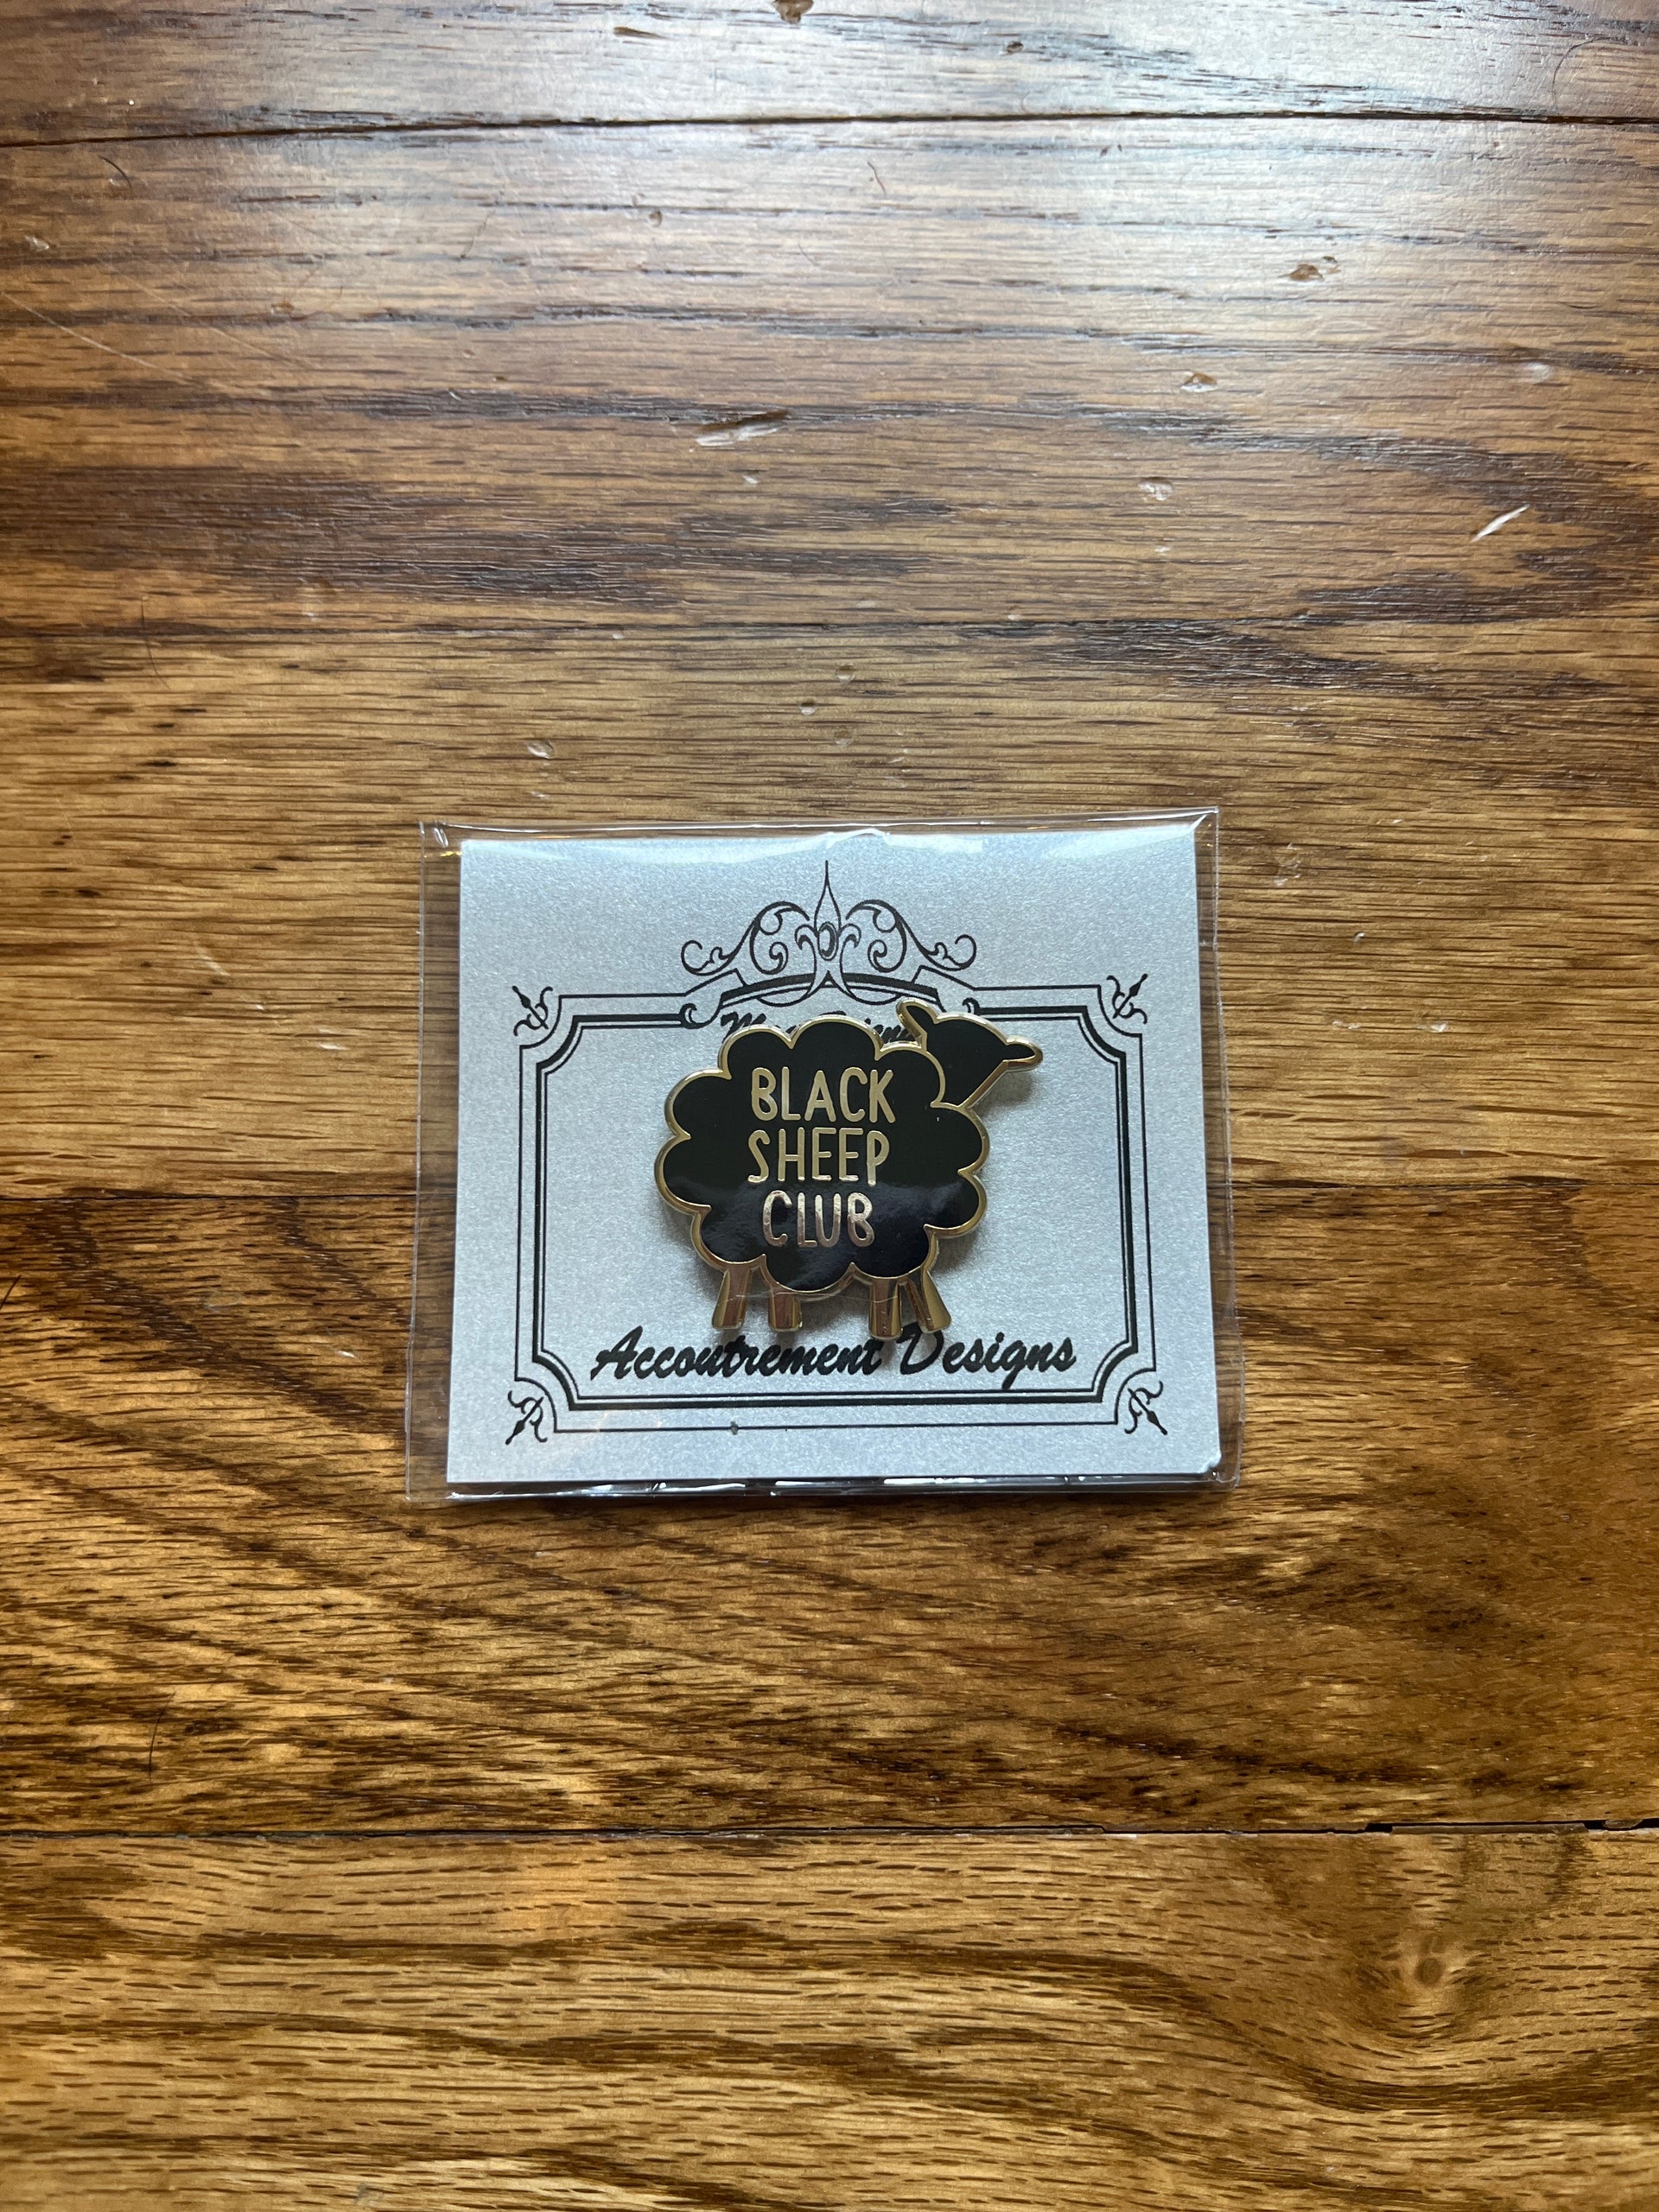 BLACK
SHEEP
CLUB
Accoutrement Designs